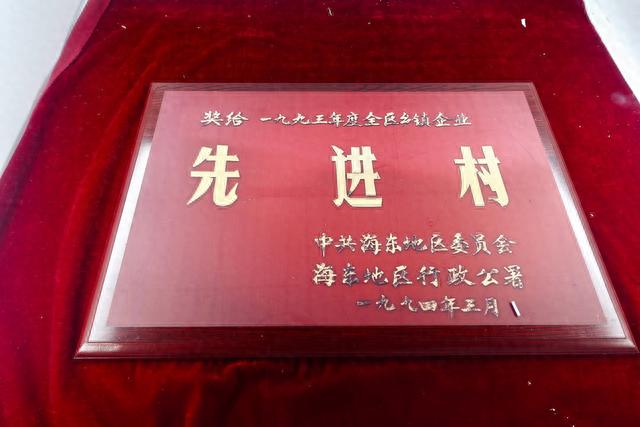 奖给 一九九三年度全区乡镇企业
先进村
中共海东地区委员会
海东地区行政公署
一九九四年三月